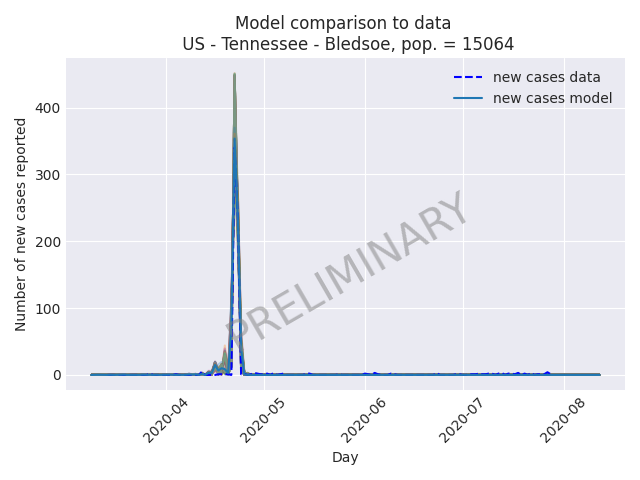 Model comparison to data
US - Tennessee - Bledsoe, pop. = 15064
new cases data
new cases model
Number of new cases reported
400
300
200
100
0
PRELIMINARY
2020-04
2020-05
2020-06
2020-07
2020-08
Day